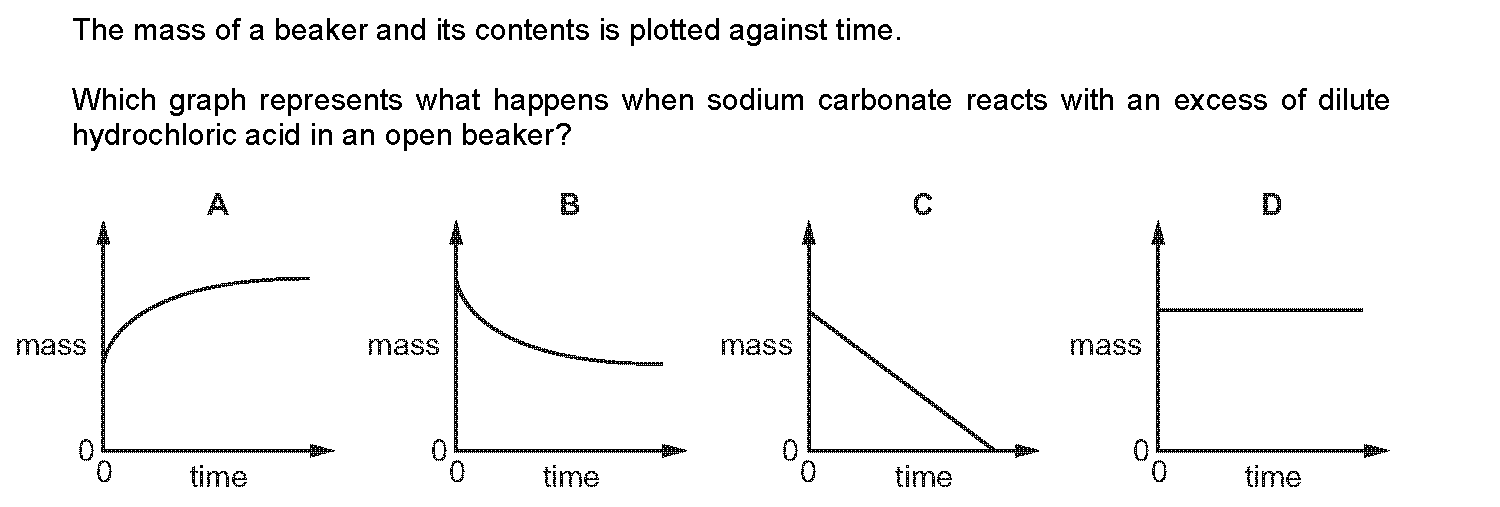 The mass of a beaker and its contents is plotted against time.
Which graph represents what happens when sodium carbonate reacts with an excess of dilute
hydrochloric acid in an open beaker?
A B C D
mass mass mass mass
0 0 0 0
0 time 0 time 0 time 0 time